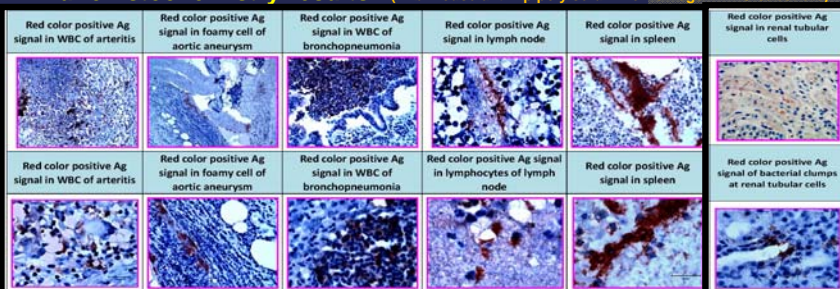 Red color positive Ag
signal in WBC of arteritis
Red color positive Ag
signal in foamy cell of
aortic aneurysm
Red color positive Ag
signal in WBC of
bronchopneumonia
Red color positive Ag
signal in lymph node
Red color positive Ag
signal in spleen
Red color positive Ag
signal in renal tubular
cells
Red color positive Ag
signal in WBC of arteritis
Red color positive Ag
signal in foamy cell of
aortic aneurysm
Red color positive Ag
signal in WBC of
bronchopneumonia
Red color positive Ag signal
in lymphocytes of lymph
node
Red color positive Ag
signal in spleen
Red color positive Ag
signal of bacterial clumps
at renal tubular cells